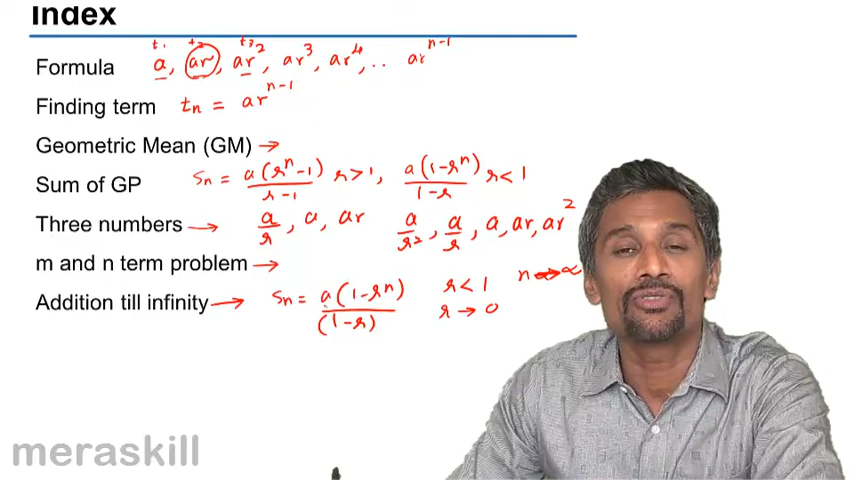 Index
t₁ t₂ t₃
Formula a, ar, ar², ar³, ar⁴, .. arⁿ⁻¹
Finding term tₙ = arⁿ⁻¹
Geometric Mean (GM) →
Sum of GP Sₙ = a(rⁿ-1)/r-1 r>1, a(1-rⁿ)/1-r r<1
Three numbers → a/r, a, ar a/r², a/r, a, ar, ar²
m and n term problem →
Addition till infinity → Sₙ = a(1-rⁿ)/(1-r) r<1 n→∝
r→0
meraskill